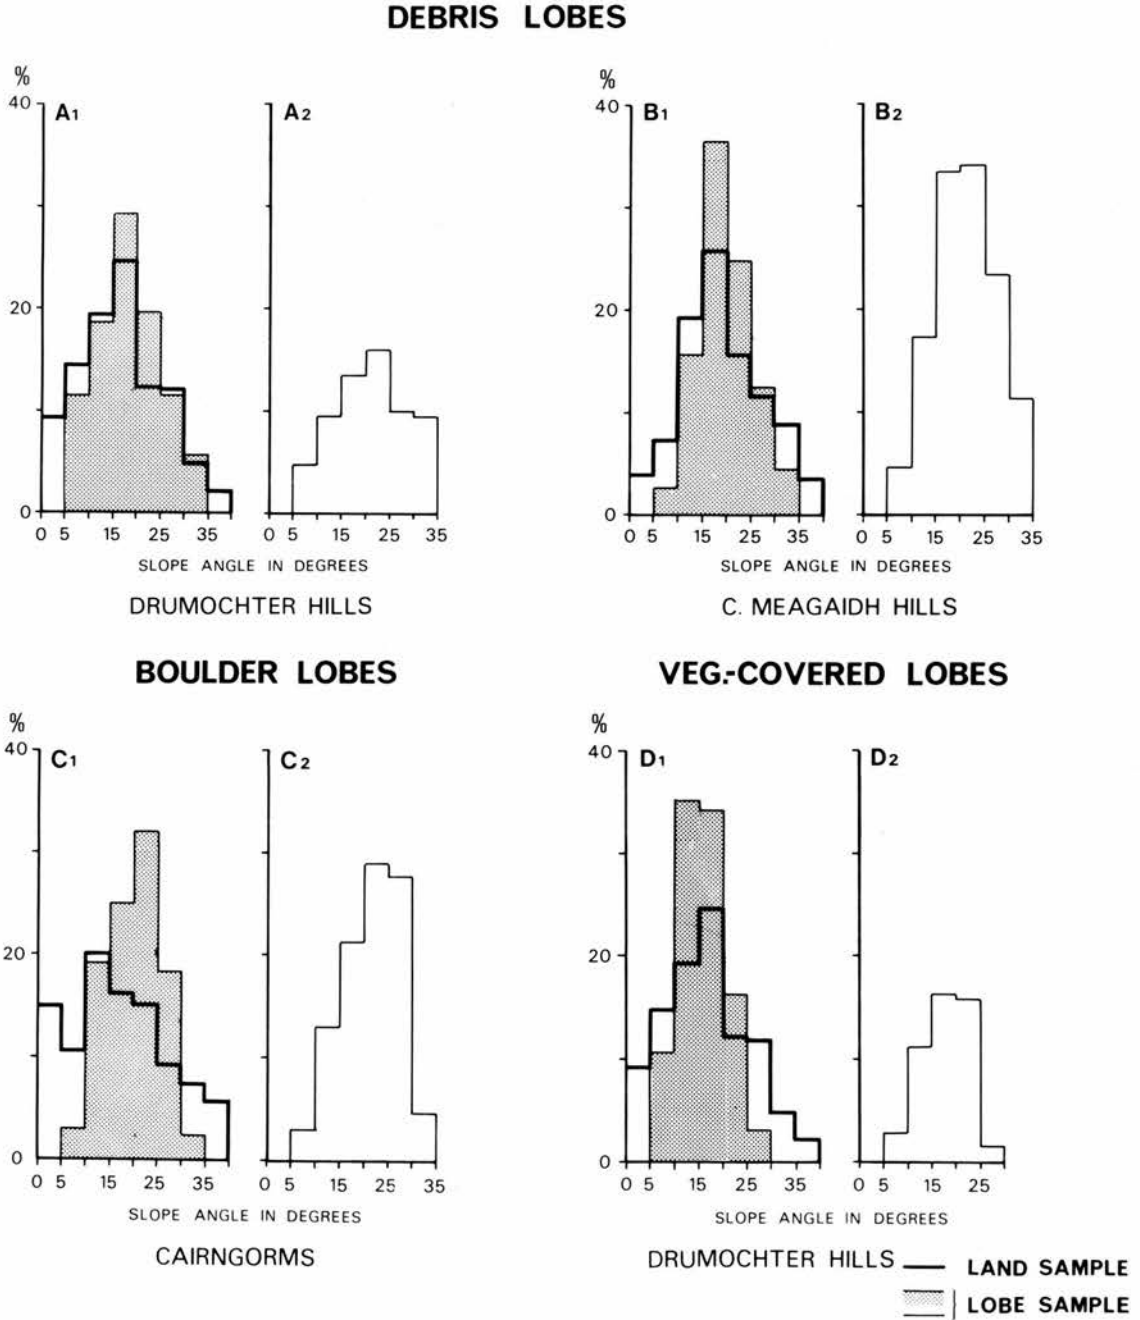 DEBRIS LOBES
% %
40 A1 A2 40 B1 B2
20 20
0 0
0 5 15 25 35 0 5 15 25 35 0 5 15 25 35 0 5 15 25 35
SLOPE ANGLE IN DEGREES SLOPE ANGLE IN DEGREES
DRUMOCHTER HILLS C. MEAGAIDH HILLS
BOULDER LOBES VEG.-COVERED LOBES
% %
40 C1 C2 40 D1 D2
20 20
0 0
0 5 15 25 35 0 5 15 25 35 0 5 15 25 35 0 5 15 25
SLOPE ANGLE IN DEGREES SLOPE ANGLE IN DEGREES
CAIRNGORMS DRUMOCHTER HILLS
LAND SAMPLE
LOBE SAMPLE